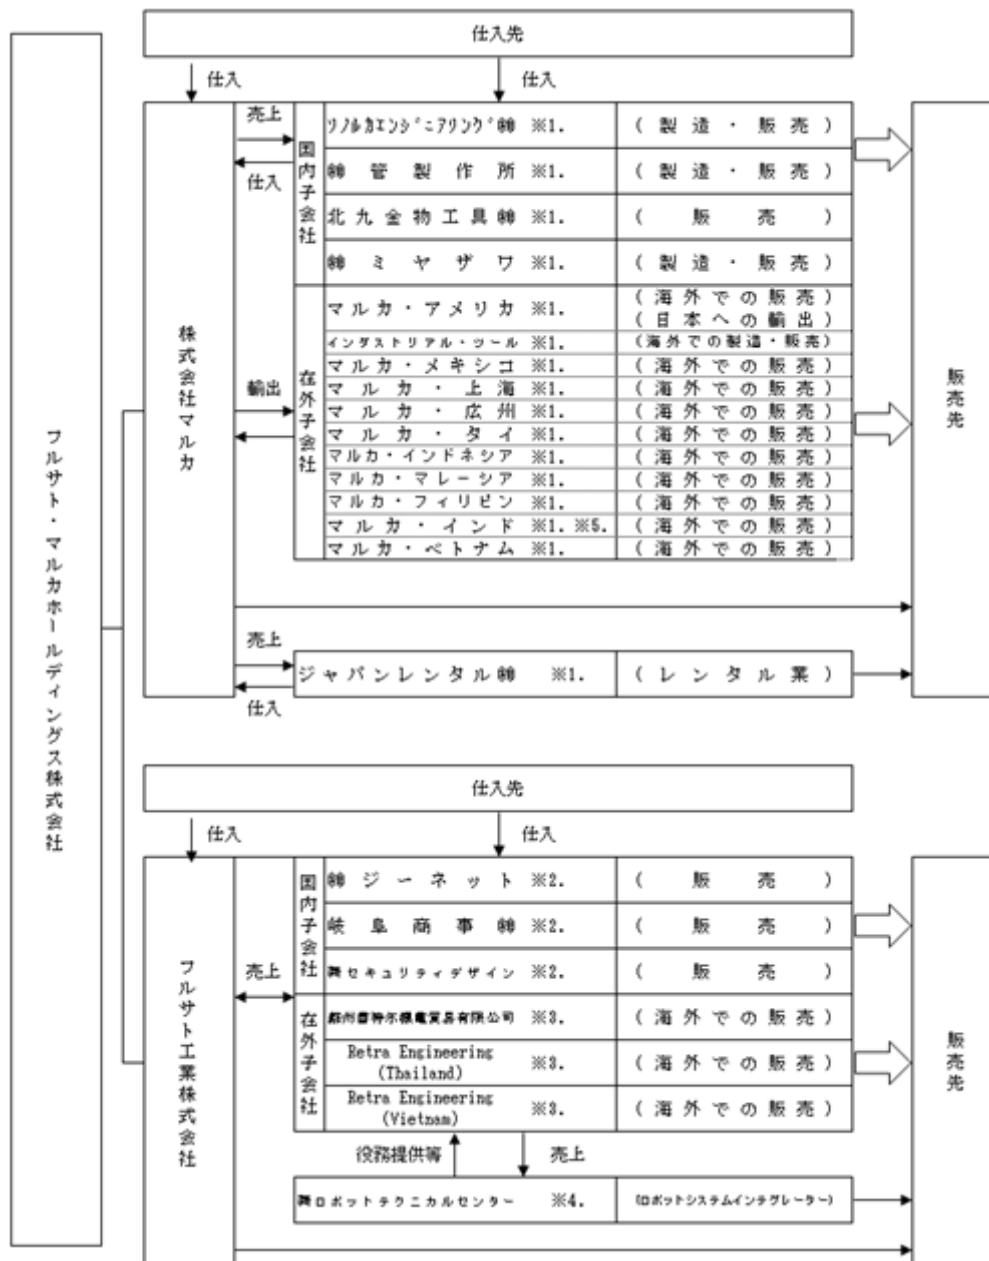 フルサト・マルカホールディングス株式会社
仕入先
仕入
仕入
株式会社マルカ
売上
仕入
国内子会社
ソノルカエンジニアリング㈱ ※1. (製造・販売)
㈱管製作所 ※1. (製造・販売)
北九金物工具㈱ ※1. (販売)
㈱ミヤザワ ※1. (製造・販売)
輸出
在外子会社
マルカ・アメリカ ※1. (海外での販売)
(日本への輸出)
インダストリアル・ツール ※1. (海外での製造・販売)
マルカ・メキシコ ※1. (海外での販売)
マルカ・上海 ※1. (海外での販売)
マルカ・広州 ※1. (海外での販売)
マルカ・タイ ※1. (海外での販売)
マルカ・インドネシア ※1. (海外での販売)
マルカ・マレーシア ※1. (海外での販売)
マルカ・フィリピン ※1. (海外での販売)
マルカ・インド ※1. ※5. (海外での販売)
マルカ・ベトナム ※1. (海外での販売)
販売先
売上
ジャパンレンタル㈱ ※1. (レンタル業)
仕入
仕入先
仕入
仕入
フルサト工業株式会社
売上
国内子会社
㈱ジーネット ※2. (販売)
岐阜商事㈱ ※2. (販売)
㈱セキュリティデザイン ※2. (販売)
在外子会社
※3. (海外での販売)
Retra Engineering
(Thailand) ※3. (海外での販売)
Retra Engineering
(Vietnam) ※3. (海外での販売)
販売先
役務提供等
売上
㈱ロボットテクニカルセンター ※4. (ロボットシステムインテグレーター)